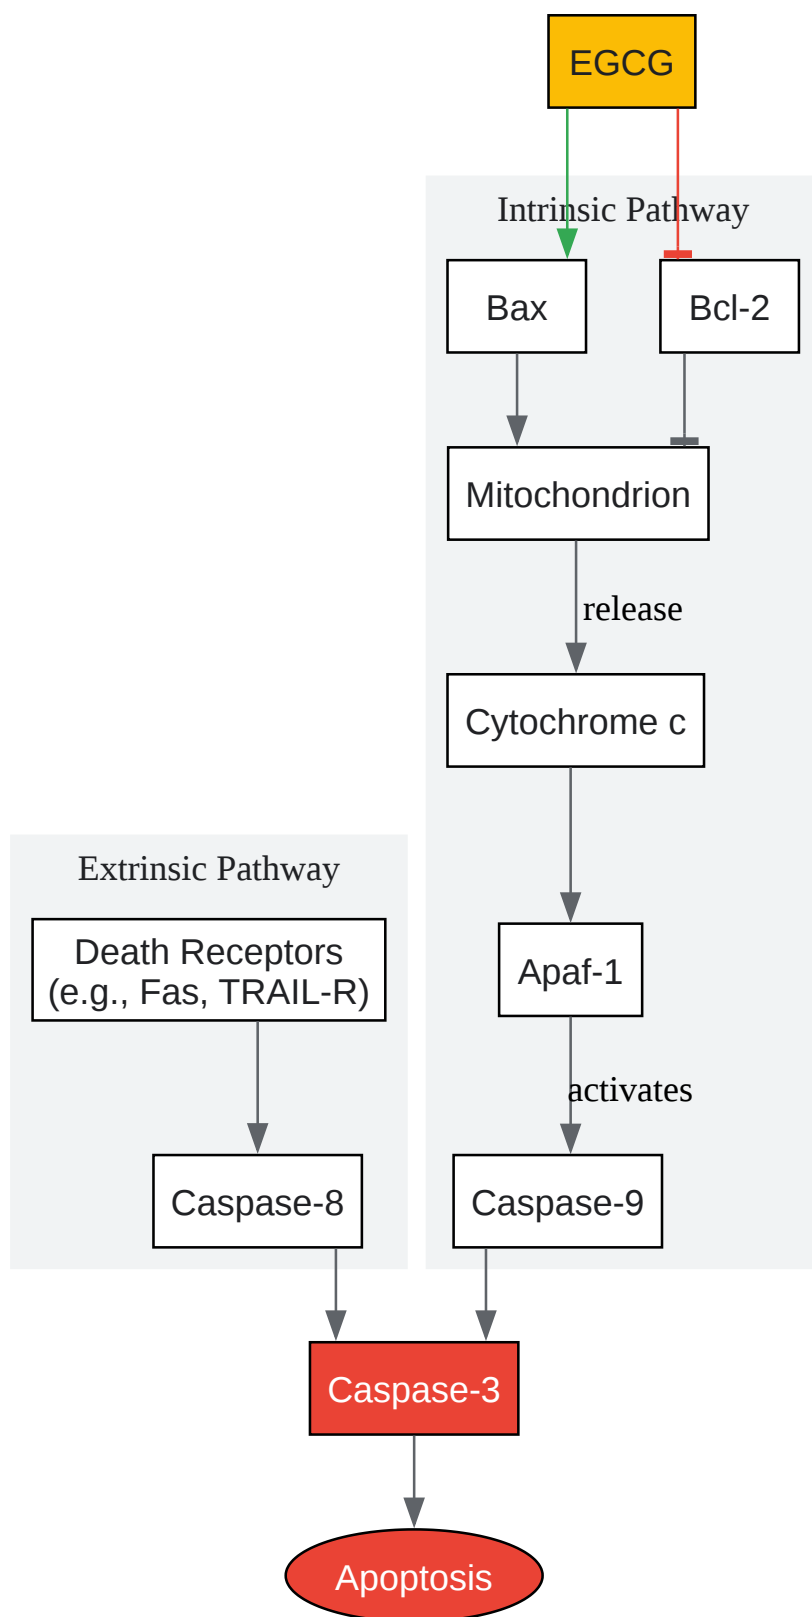 EGCG
Intrinsic Pathway
Bax
Bcl-2
Mitochondrion
release
Cytochrome c
Extrinsic Pathway
Death Receptors
(e.g., Fas, TRAIL-R)
Apaf-1
activates
Caspase-8
Caspase-9
Caspase-3
Apoptosis